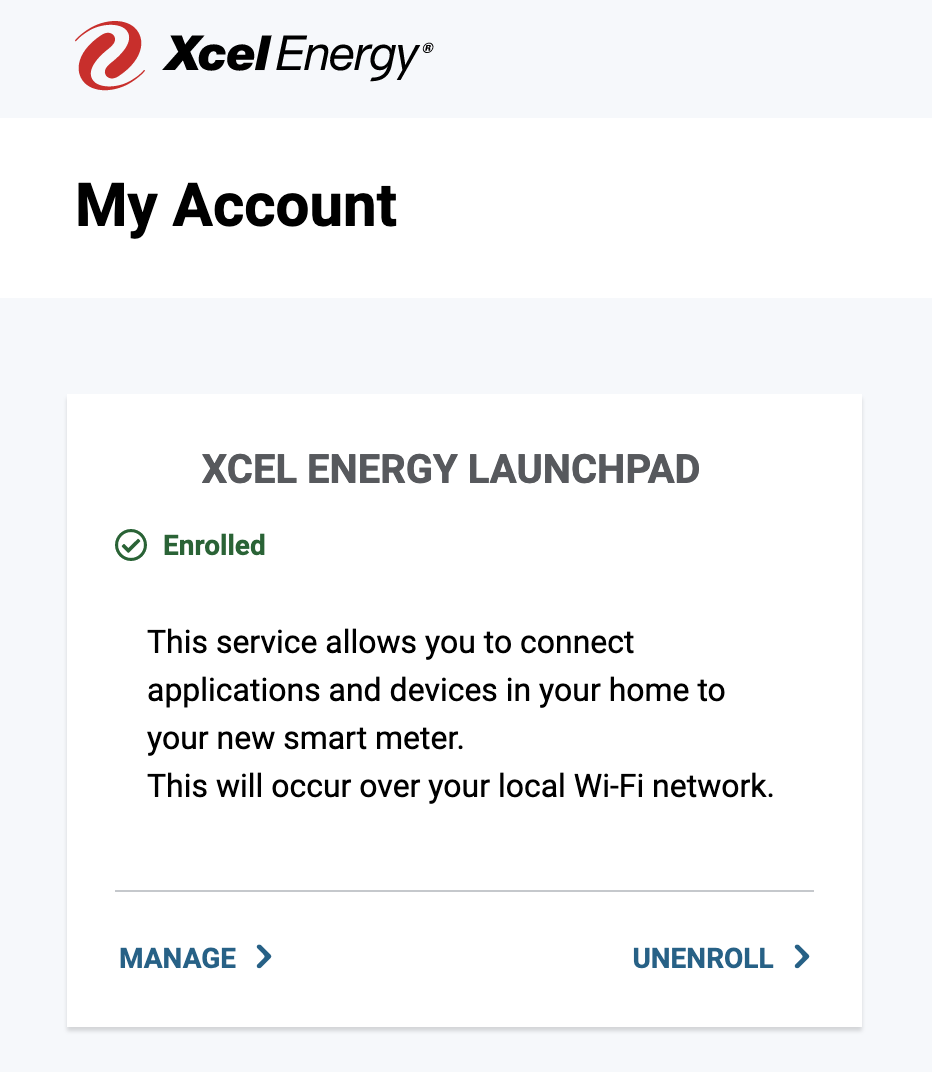 Xcel Energy®
My Account
XCEL ENERGY LAUNCHPAD
Enrolled
This service allows you to connect
applications and devices in your home to
your new smart meter.
This will occur over your local Wi-Fi network.
MANAGE
UNENROLL